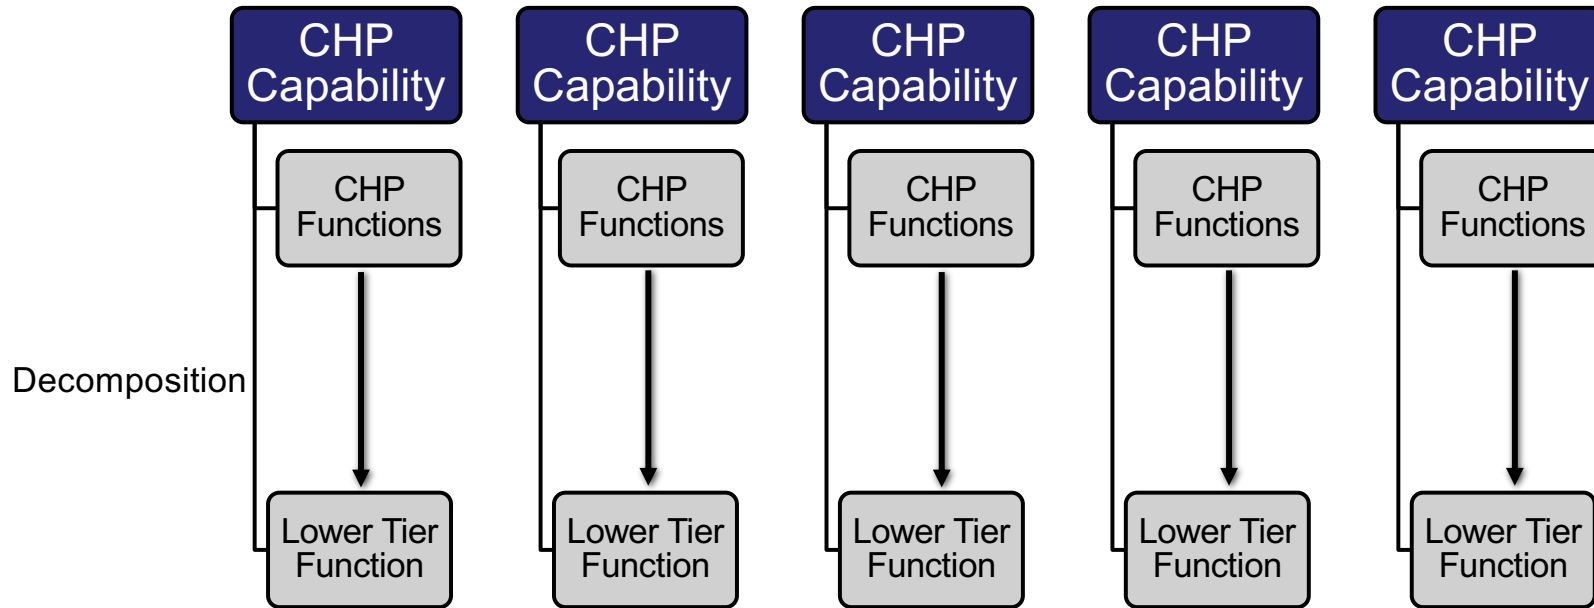 CHP
Capability
CHP
Capability
CHP
Capability
CHP
Capability
CHP
Capability
CHP
Functions
CHP
Functions
CHP
Functions
CHP
Functions
CHP
Functions
Decomposition
Lower Tier
Function
Lower Tier
Function
Lower Tier
Function
Lower Tier
Function
Lower Tier
Function